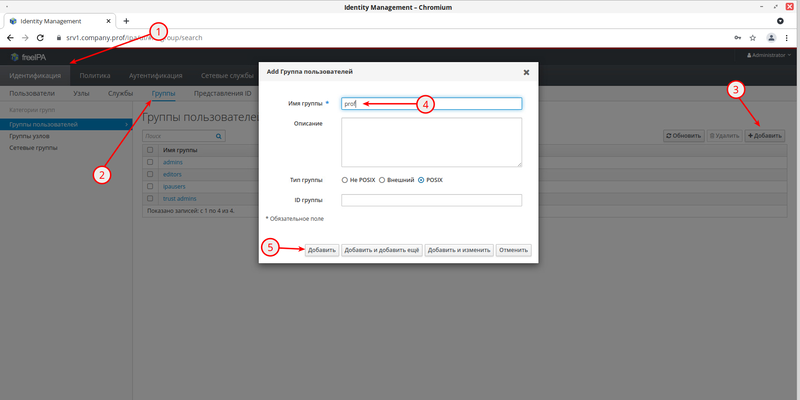 Identity Management – Chromium
Identity Management
srv1.company.prof/ipa/ui/#/e/group/search
freeIPA
Administrator
Идентификация Политика Аутентификация Сетевые службы
Пользователи Узлы Службы Группы Представления ID
Категории групп
Группы пользователей
Группы узлов
Сетевые группы
Группы пользователей
Поиск
Обновить Удалить Добавить
Имя группы
admins
editors
ipausers
trust admins
Показано записей: с 1 по 4 из 4.
Add Группа пользователей
Имя группы *
prof
Описание
Тип группы
Не POSIX Внешний POSIX
ID группы
* Обязательное поле
Добавить Добавить и добавить ещё Добавить и изменить Отменить
1
2
3
4
5